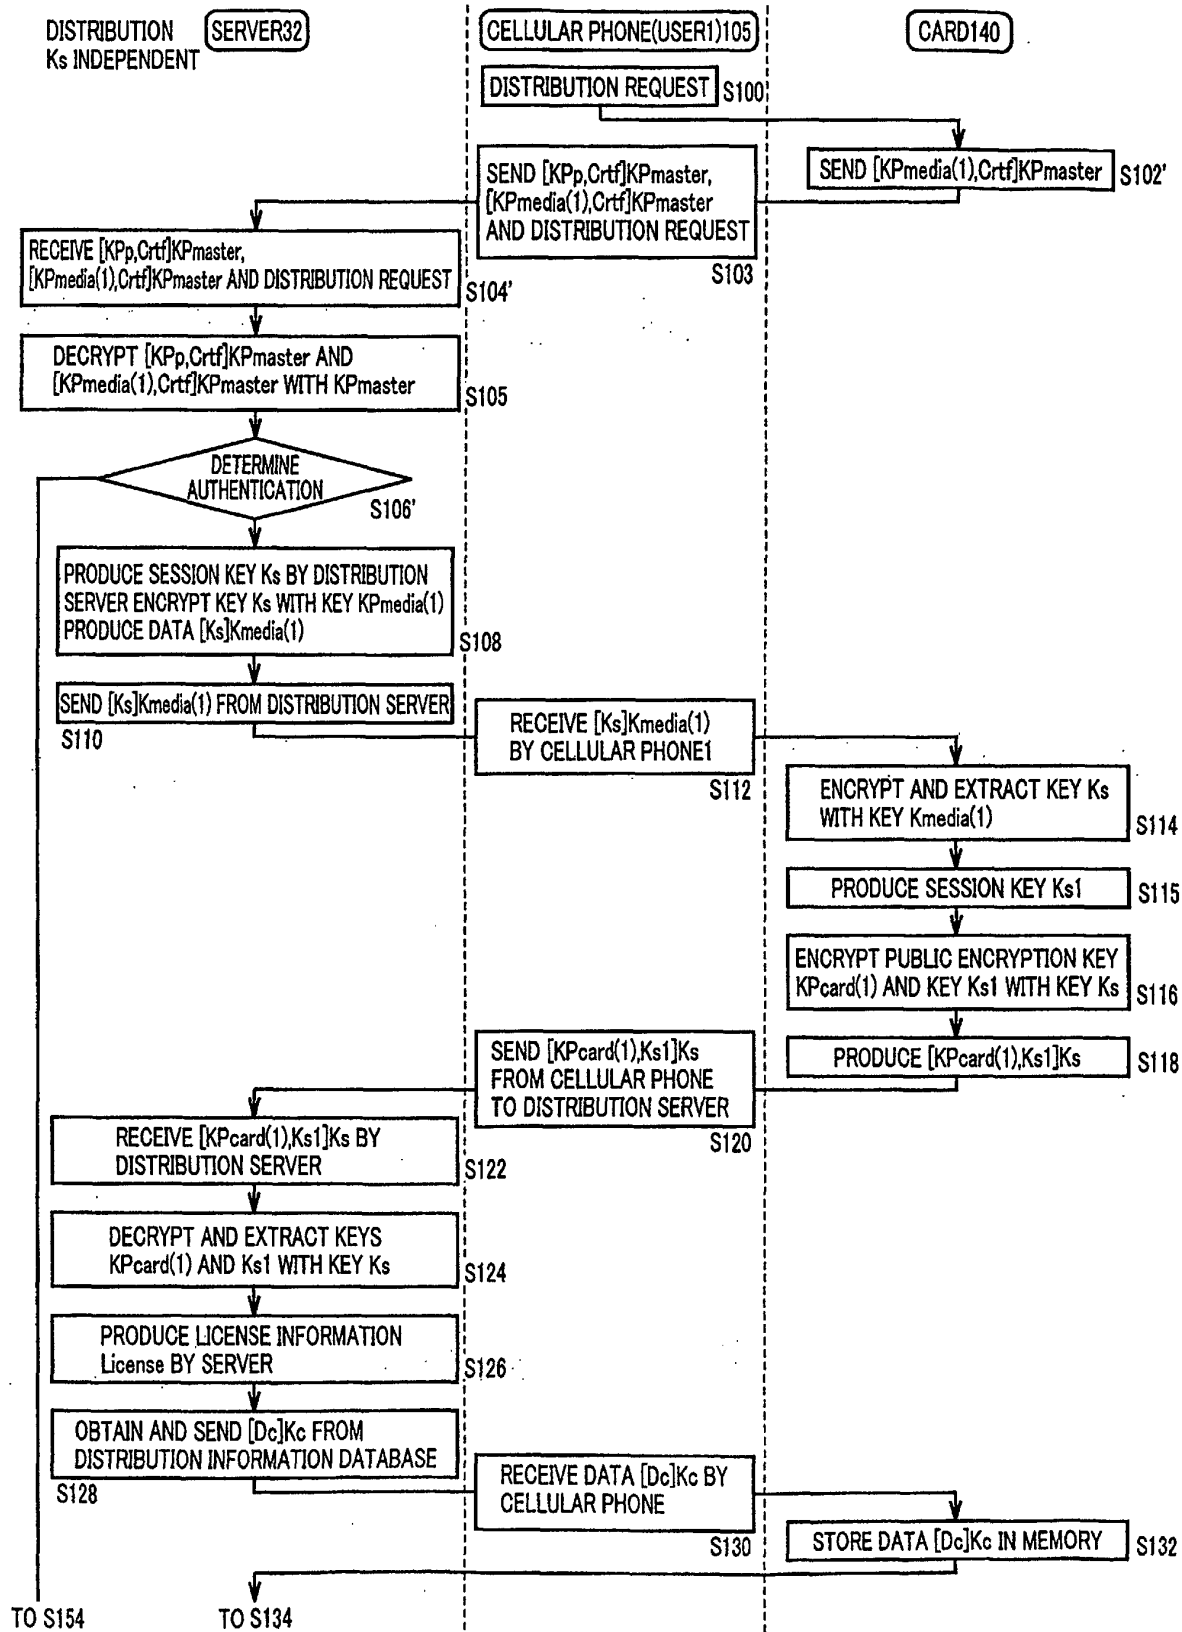 DISTRIBUTION
Ks INDEPENDENT
SERVER32
CELLULAR PHONE(USER1)105
CARD140
DISTRIBUTION REQUEST
S100
SEND [KPmedia(1),Crtf]KPmaster
S102'
SEND [KPp,Crtf]KPmaster,
[KPmedia(1),Crtf]KPmaster
AND DISTRIBUTION REQUEST
S103
RECEIVE [KPp,Crtf]KPmaster,
[KPmedia(1),Crtf]KPmaster AND DISTRIBUTION REQUEST
S104'
DECRYPT [KPp,Crtf]KPmaster AND
[KPmedia(1),Crtf]KPmaster WITH KPmaster
S105
DETERMINE
AUTHENTICATION
S106'
PRODUCE SESSION KEY Ks BY DISTRIBUTION
SERVER ENCRYPT KEY Ks WITH KEY KPmedia(1)
PRODUCE DATA [Ks]Kmedia(1)
S108
SEND [Ks]Kmedia(1) FROM DISTRIBUTION SERVER
S110
RECEIVE [Ks]Kmedia(1)
BY CELLULAR PHONE1
S112
ENCRYPT AND EXTRACT KEY Ks
WITH KEY Kmedia(1)
S114
PRODUCE SESSION KEY Ks1
S115
ENCRYPT PUBLIC ENCRYPTION KEY
KPcard(1) AND KEY Ks1 WITH KEY Ks
S116
PRODUCE [KPcard(1),Ks1]Ks
S118
SEND [KPcard(1),Ks1]Ks
FROM CELLULAR PHONE
TO DISTRIBUTION SERVER
S120
RECEIVE [KPcard(1),Ks1]Ks BY
DISTRIBUTION SERVER
S122
DECRYPT AND EXTRACT KEYS
KPcard(1) AND Ks1 WITH KEY Ks
S124
PRODUCE LICENSE INFORMATION
License BY SERVER
S126
OBTAIN AND SEND [Dc]Kc FROM
DISTRIBUTION INFORMATION DATABASE
S128
RECEIVE DATA [Dc]Kc BY
CELLULAR PHONE
S130
STORE DATA [Dc]Kc IN MEMORY
S132
TO S154
TO S134